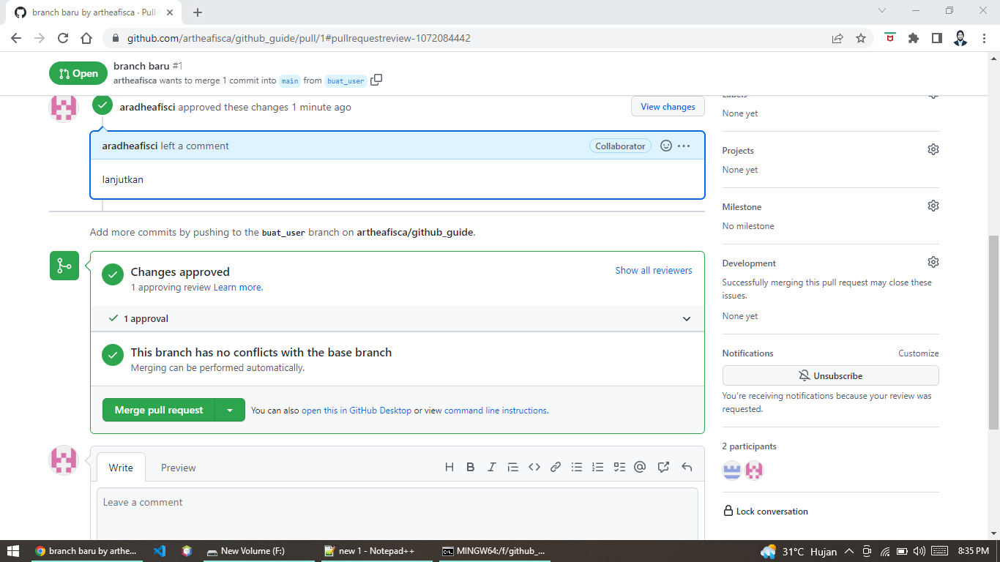 branch baru by artheafisca · Pull
github.com/artheafisca/github_guide/pull/1#pullrequestreview-1072084442
Open
branch baru #1
artheafisca wants to merge 1 commit into main from buat_user
aradheafisci approved these changes 1 minute ago
View changes
aradheafisci left a comment
Collaborator
lanjutkan
Add more commits by pushing to the buat_user branch on artheafisca/github_guide.
Changes approved
Show all reviewers
1 approving review Learn more.
1 approval
This branch has no conflicts with the base branch
Merging can be performed automatically.
Merge pull request
You can also open this in GitHub Desktop or view command line instructions.
Write
Preview
H B I
Leave a comment
Labels
None yet
Projects
None yet
Milestone
No milestone
Development
Successfully merging this pull request may close these
issues.
None yet
Notifications
Customize
Unsubscribe
You're receiving notifications because your review was
requested.
2 participants
Lock conversation
branch baru by arthe...
New Volume (F:)
new 1 - Notepad++
MINGW64:/f/github_...
31°C Hujan
8:35 PM